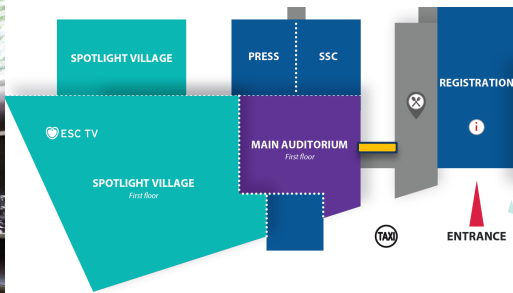 SPOTLIGHT VILLAGE
PRESS
SSC
REGISTRATION
ESC TV
MAIN AUDITORIUM
First floor
i
SPOTLIGHT VILLAGE
First floor
TAXI
ENTRANCE